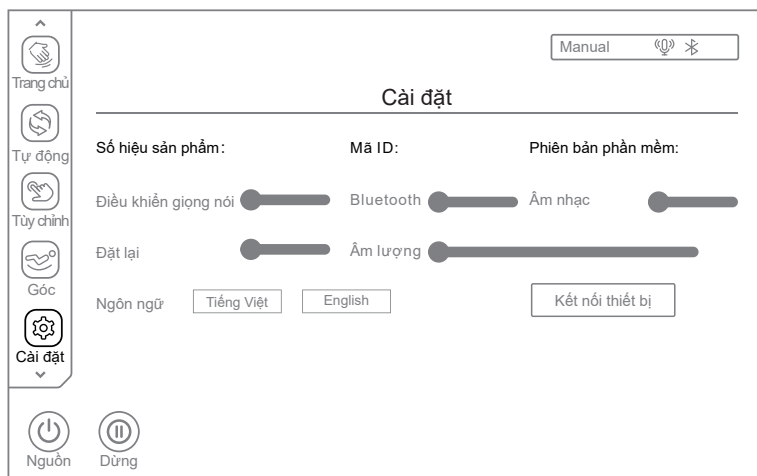 Manual
Trang chủ
Cài đặt
Tự động
Số hiệu sản phẩm: Mã ID: Phiên bản phần mềm:
Tùy chỉnh
Điều khiển giọng nói Bluetooth Âm nhạc
Đặt lại Âm lượng
Góc
Ngôn ngữ Tiếng Việt English Kết nối thiết bị
Cài đặt
Nguồn Dừng